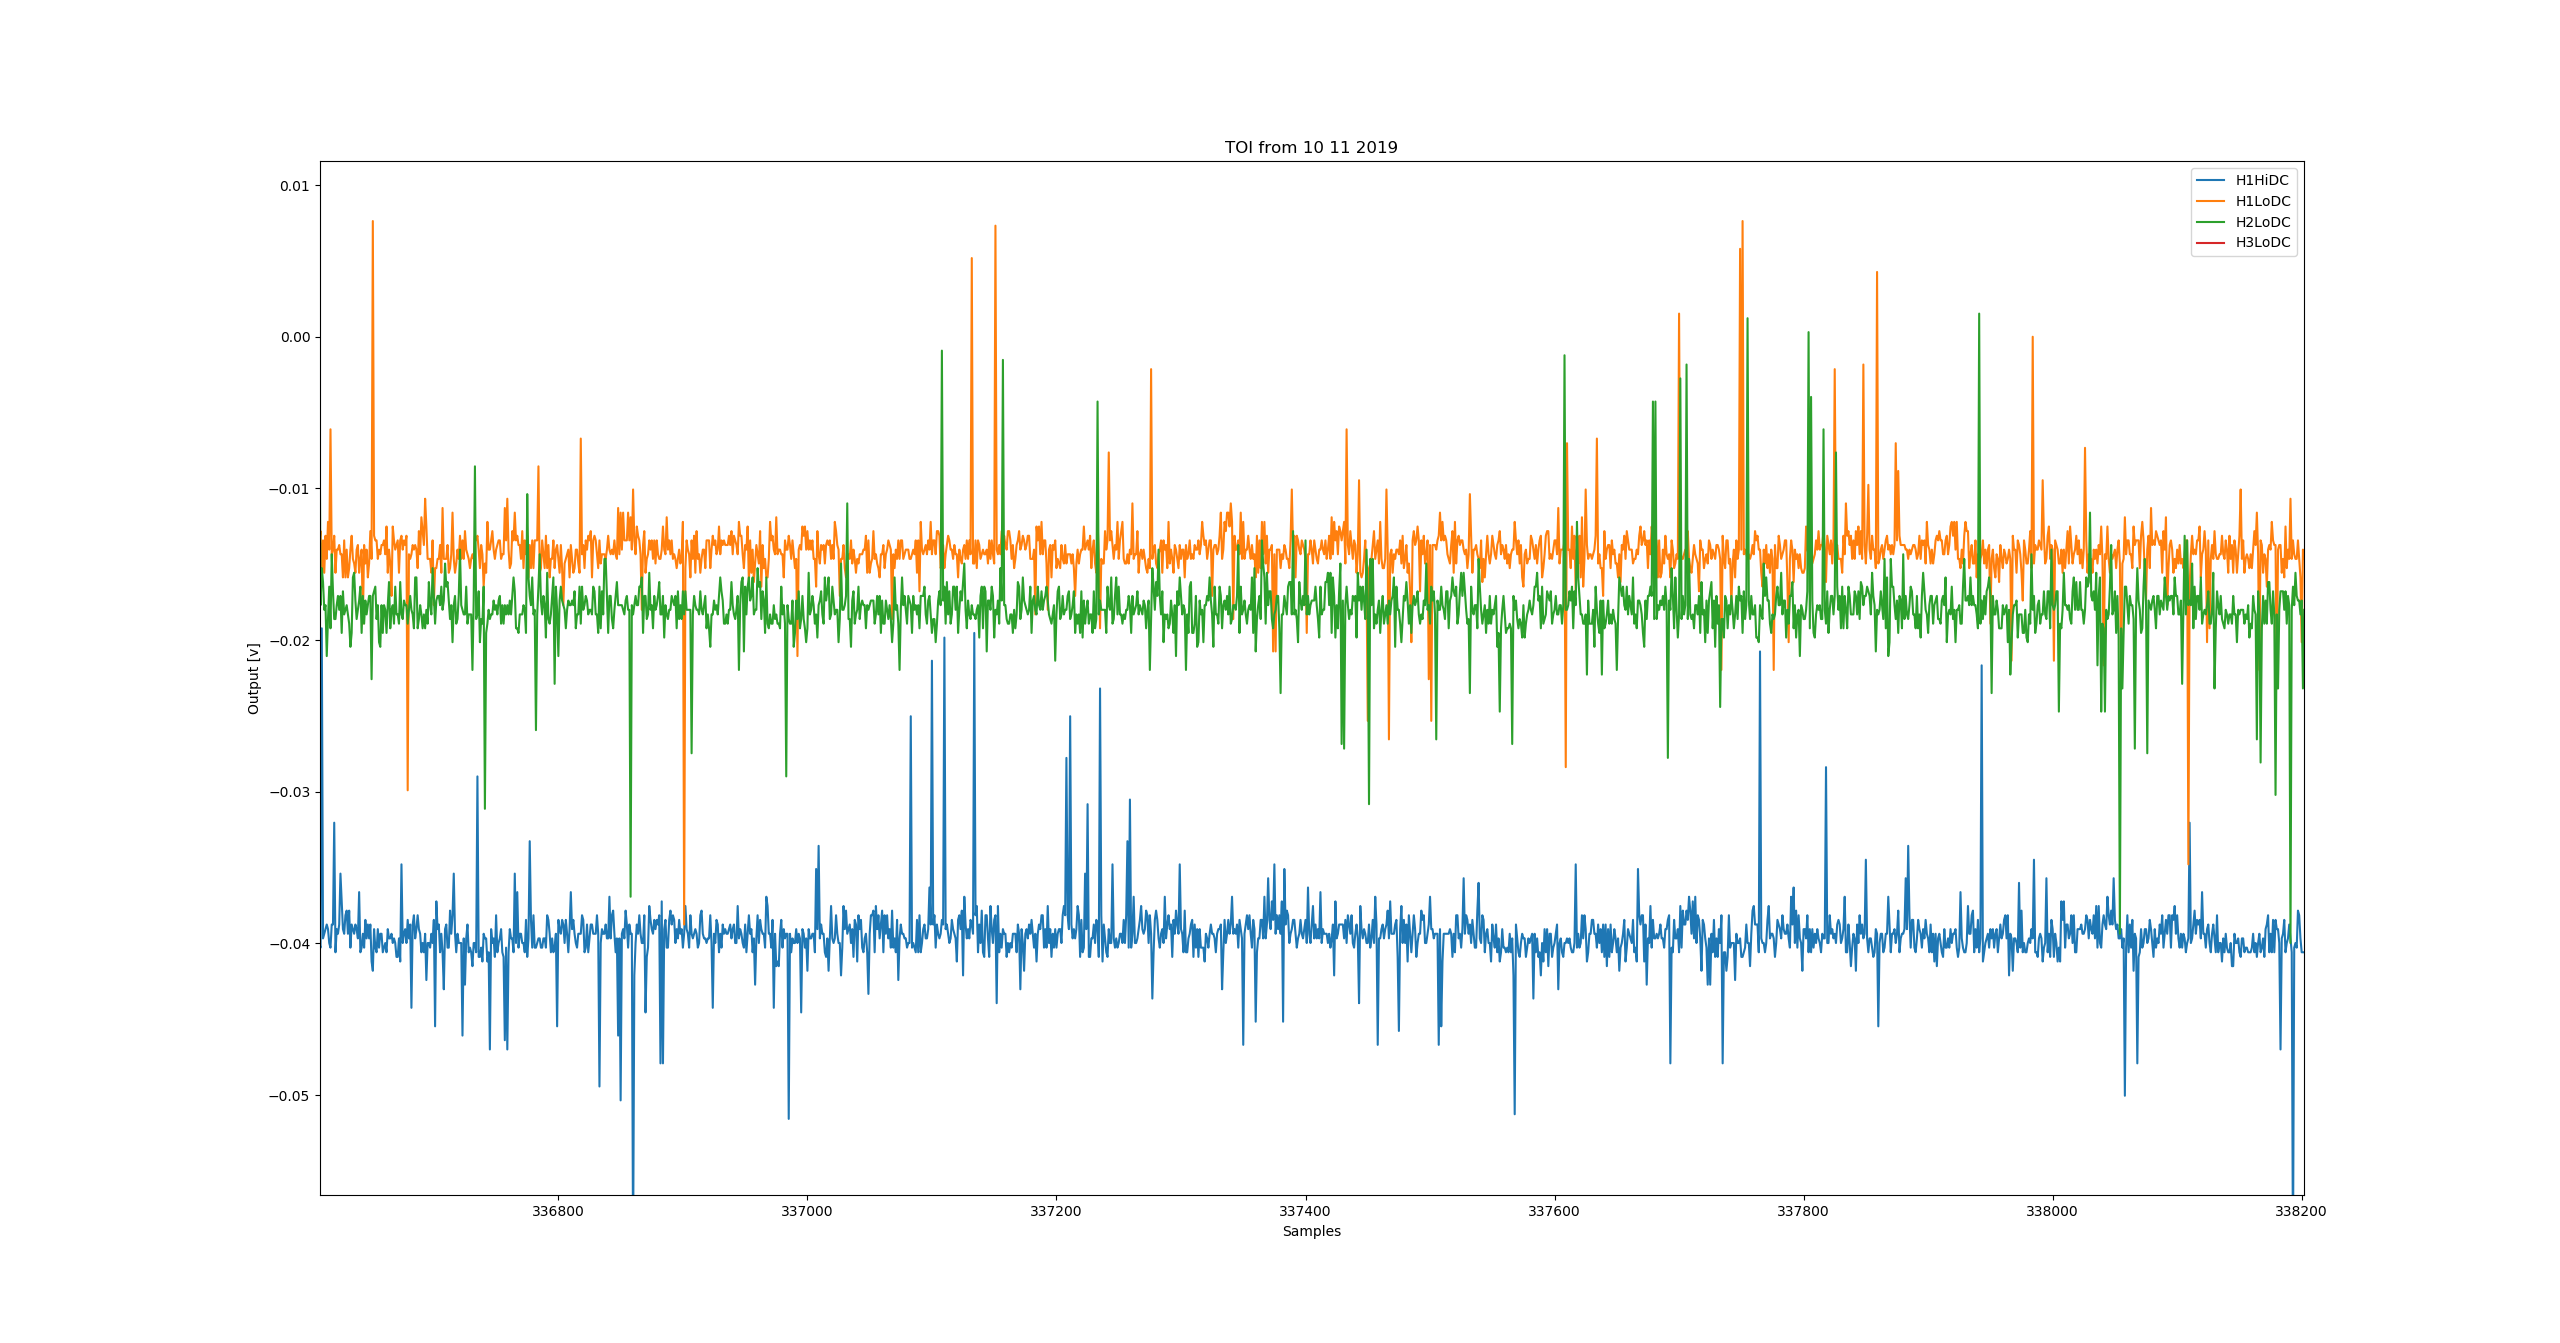 TOI from 10 11 2019
H1HiDC
H1LoDC
H2LoDC
H3LoDC
Output [v]
0.01
0.00
−0.01
−0.02
−0.03
−0.04
−0.05
336800 337000 337200 337400 337600 337800 338000 338200
Samples